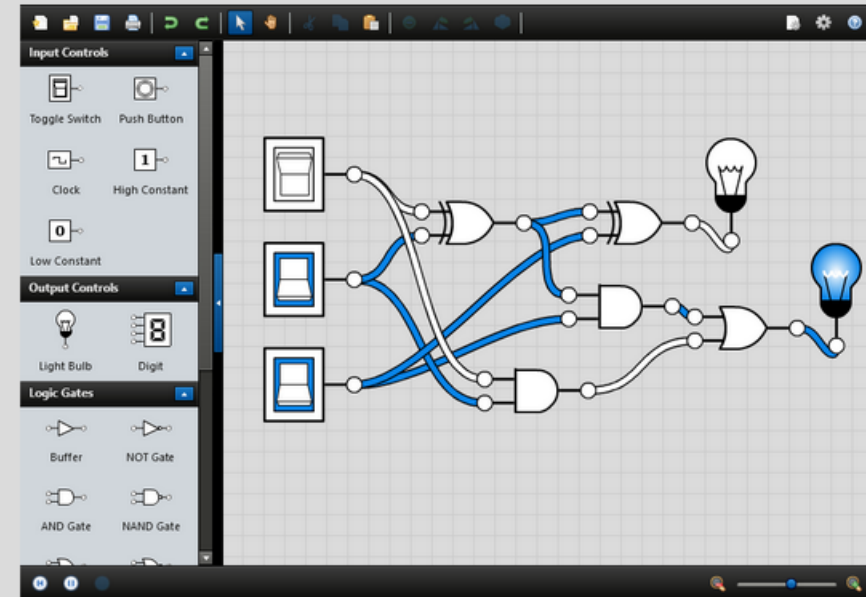 Input Controls
Toggle Switch
Push Button
Clock
1
High Constant
0
Low Constant
Output Controls
Light Bulb
8
Digit
Logic Gates
Buffer
NOT Gate
AND Gate
NAND Gate